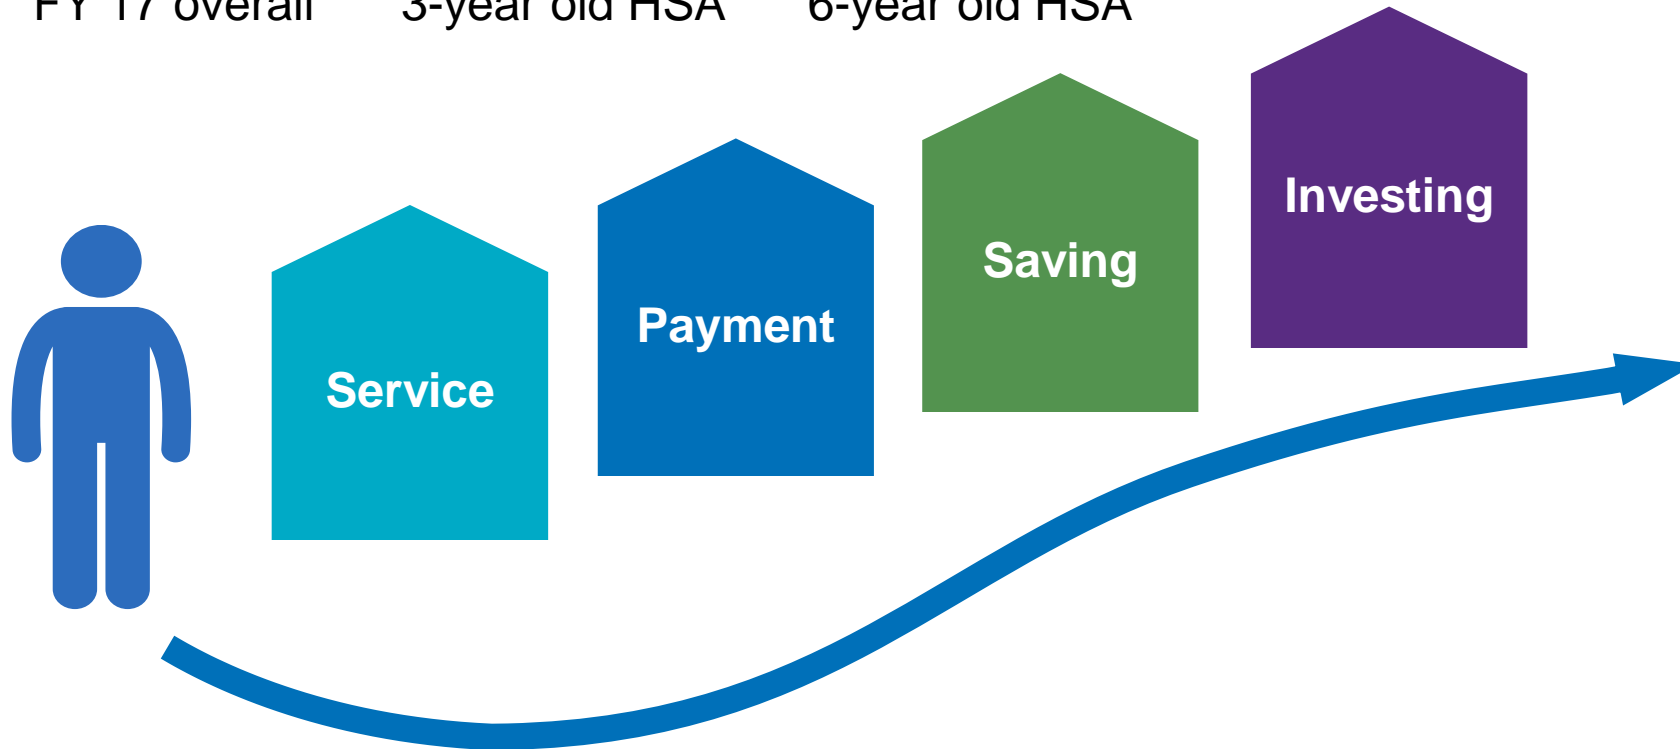 FY 17 overall 3-year old HSA 6-year old HSA
Investing
Saving
Payment
Service